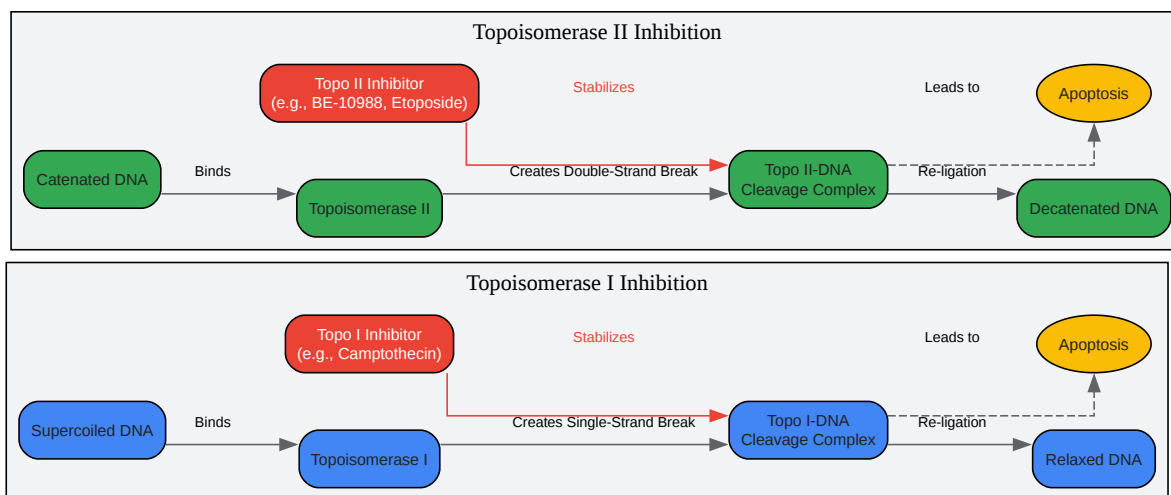 Topoisomerase II Inhibition
Topo II Inhibitor
(e.g., BE-10988, Etoposide)
Stabilizes
Leads to
Apoptosis
Catenated DNA
Binds
Topoisomerase II
Creates Double-Strand Break
Topo II-DNA
Cleavage Complex
Re-ligation
Decatenated DNA
Topoisomerase I Inhibition
Topo I Inhibitor
(e.g., Camptothecin)
Stabilizes
Leads to
Apoptosis
Supercoiled DNA
Binds
Topoisomerase I
Creates Single-Strand Break
Topo I-DNA
Cleavage Complex
Re-ligation
Relaxed DNA